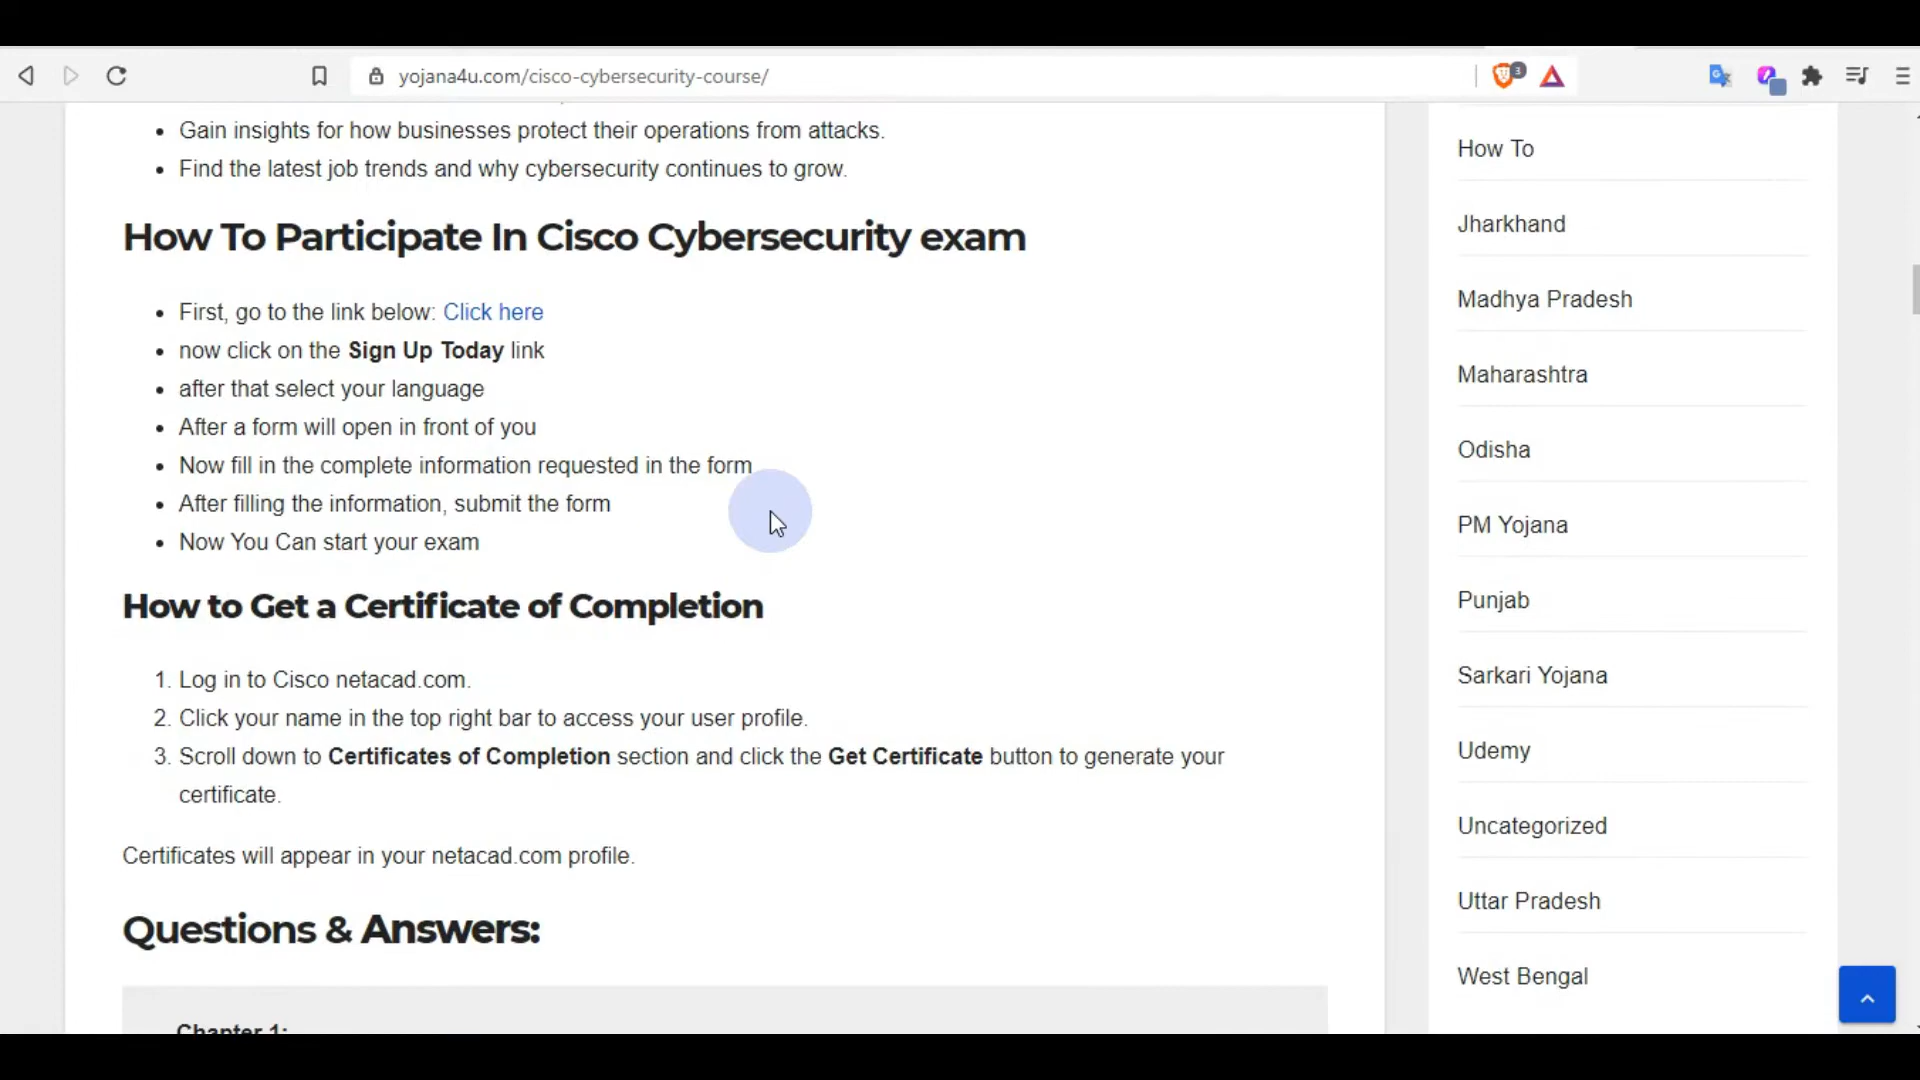 yojana4u.com/cisco-cybersecurity-course/
3
• Gain insights for how businesses protect their operations from attacks.
• Find the latest job trends and why cybersecurity continues to grow.
How To Participate In Cisco Cybersecurity exam
• First, go to the link below: Click here
• now click on the Sign Up Today link
• after that select your language
• After a form will open in front of you
• Now fill in the complete information requested in the form
• After filling the information, submit the form
• Now You Can start your exam
How to Get a Certificate of Completion
1. Log in to Cisco netacad.com.
2. Click your name in the top right bar to access your user profile.
3. Scroll down to Certificates of Completion section and click the Get Certificate button to generate your
certificate.
Certificates will appear in your netacad.com profile.
Questions & Answers:
Chapter 1:
How To
Jharkhand
Madhya Pradesh
Maharashtra
Odisha
PM Yojana
Punjab
Sarkari Yojana
Udemy
Uncategorized
Uttar Pradesh
West Bengal